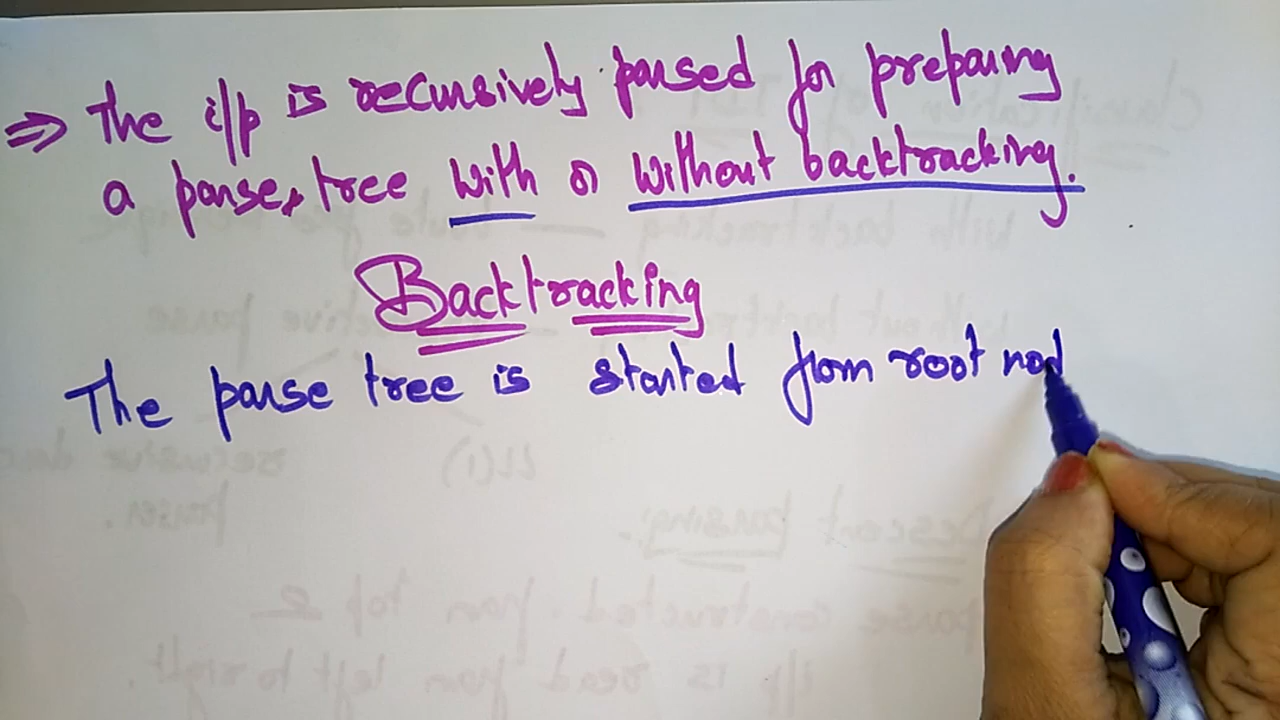 ⇒ The i/p is recursively parsed for preparing
a parse tree with or without backtracking.
Backtracking
The parse tree is started from root nod